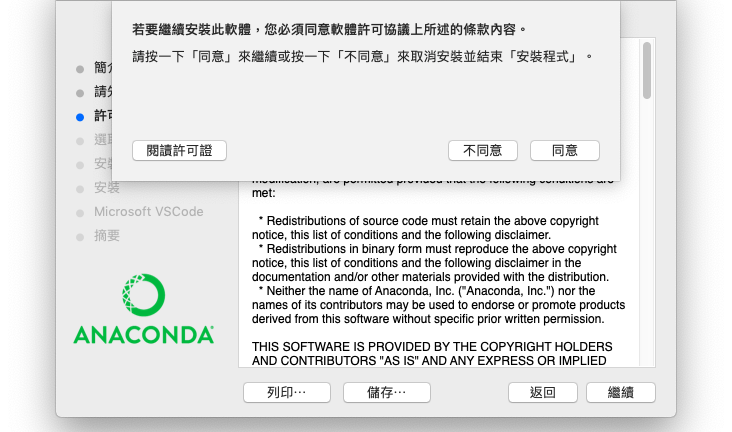 若要繼續安裝此軟體，您必須同意軟體許可協議上所述的條款內容。
請按一下「同意」來繼續或按一下「不同意」來取消安裝並結束「安裝程式」。
閱讀許可證
不同意
同意
簡介
請先
許可
選取
安裝
安裝
Microsoft VSCode
摘要
ANACONDA
modification, are permitted provided that the following conditions are
met:
* Redistributions of source code must retain the above copyright
notice, this list of conditions and the following disclaimer.
* Redistributions in binary form must reproduce the above copyright
notice, this list of conditions and the following disclaimer in the
documentation and/or other materials provided with the distribution.
* Neither the name of Anaconda, Inc. ("Anaconda, Inc.") nor the
names of its contributors may be used to endorse or promote products
derived from this software without specific prior written permission.
THIS SOFTWARE IS PROVIDED BY THE COPYRIGHT HOLDERS
AND CONTRIBUTORS "AS IS" AND ANY EXPRESS OR IMPLIED
列印…
儲存…
返回
繼續